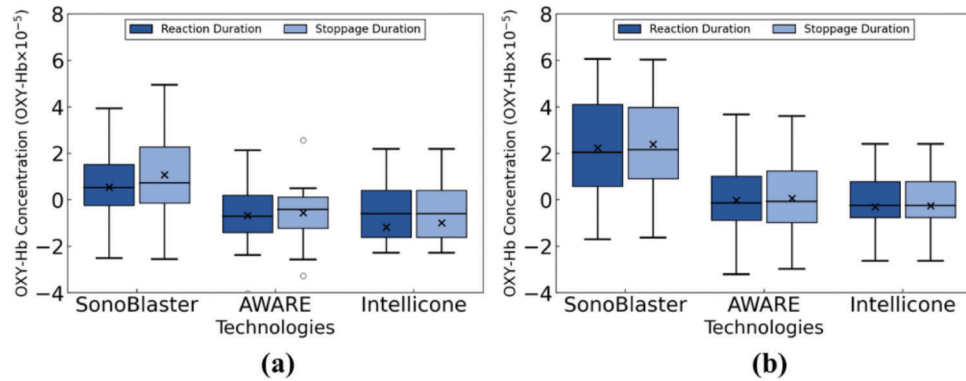 OXY-Hb Concentration (OXY-Hb×10⁻⁵)
8
6
4
2
0
−2
−4
Reaction Duration
Stoppage Duration
SonoBlaster
AWARE
Intellicone
Technologies
(a)
OXY-Hb Concentration (OXY-Hb×10⁻⁵)
8
6
4
2
0
−2
−4
Reaction Duration
Stoppage Duration
SonoBlaster
AWARE
Intellicone
Technologies
(b)